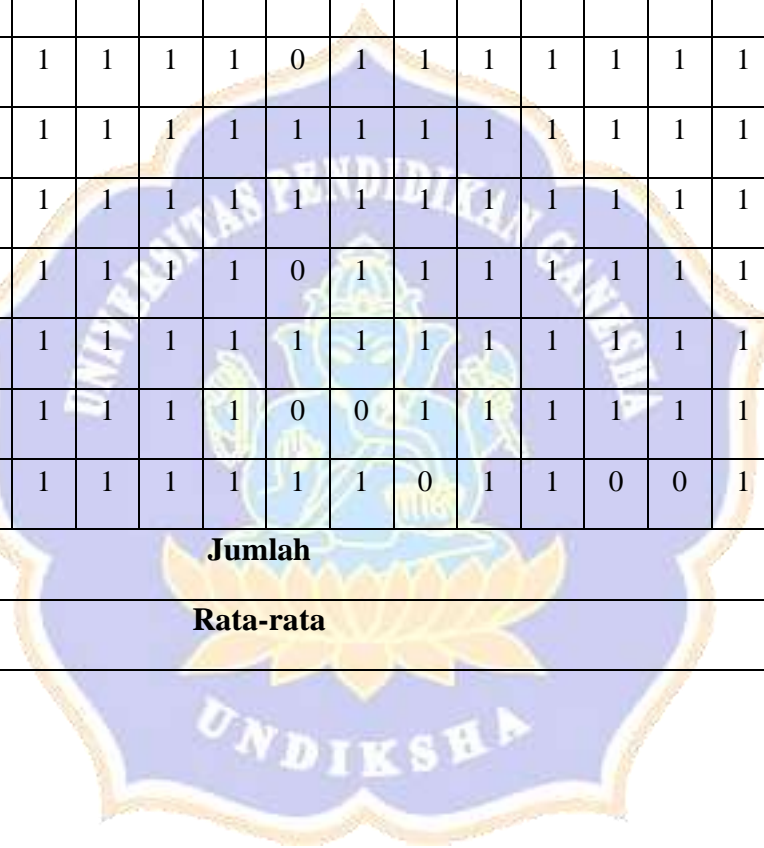 1 1 1 1 0 1 1 1 1 1 1 1
1 1 1 1 1 1 1 1 1 1 1 1
1 1 1 1 1 1 1 1 1 1 1 1
1 1 1 1 0 1 1 1 1 1 1 1
1 1 1 1 1 1 1 1 1 1 1 1
1 1 1 1 0 0 1 1 1 1 1 1
1 1 1 1 1 1 0 1 1 0 0 1
Jumlah
Rata-rata
UNIVERSITAS PENDIDIKAN GANESHA
UNDIKSHA